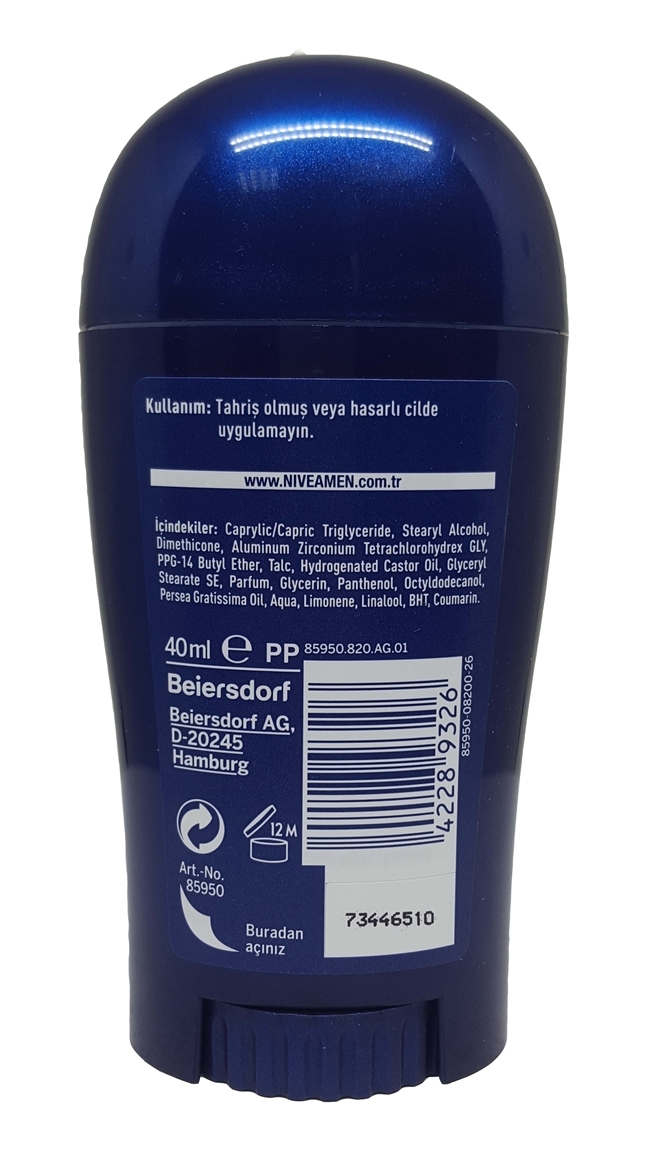 Kullanım: Tahriş olmuş veya hasarlı cilde
uygulamayın.
www.NIVEAMEN.com.tr
İçindekiler: Caprylic/Capric Triglyceride, Stearyl Alcohol,
Dimethicone, Aluminum Zirconium Tetrachlorohydrex GLY,
PPG-14 Butyl Ether, Talc, Hydrogenated Castor Oil, Glyceryl
Stearate SE, Parfum, Glycerin, Panthenol, Octyldodecanol,
Persea Gratissima Oil, Aqua, Limonene, Linalool, BHT, Coumarin.
40 ml ℮ PP 85950.820.AG.01
Beiersdorf
Beiersdorf AG,
D-20245
Hamburg
4228 9326
85950-08200-26
12 M
Art.-No.
85950
Buradan
açınız
73446510